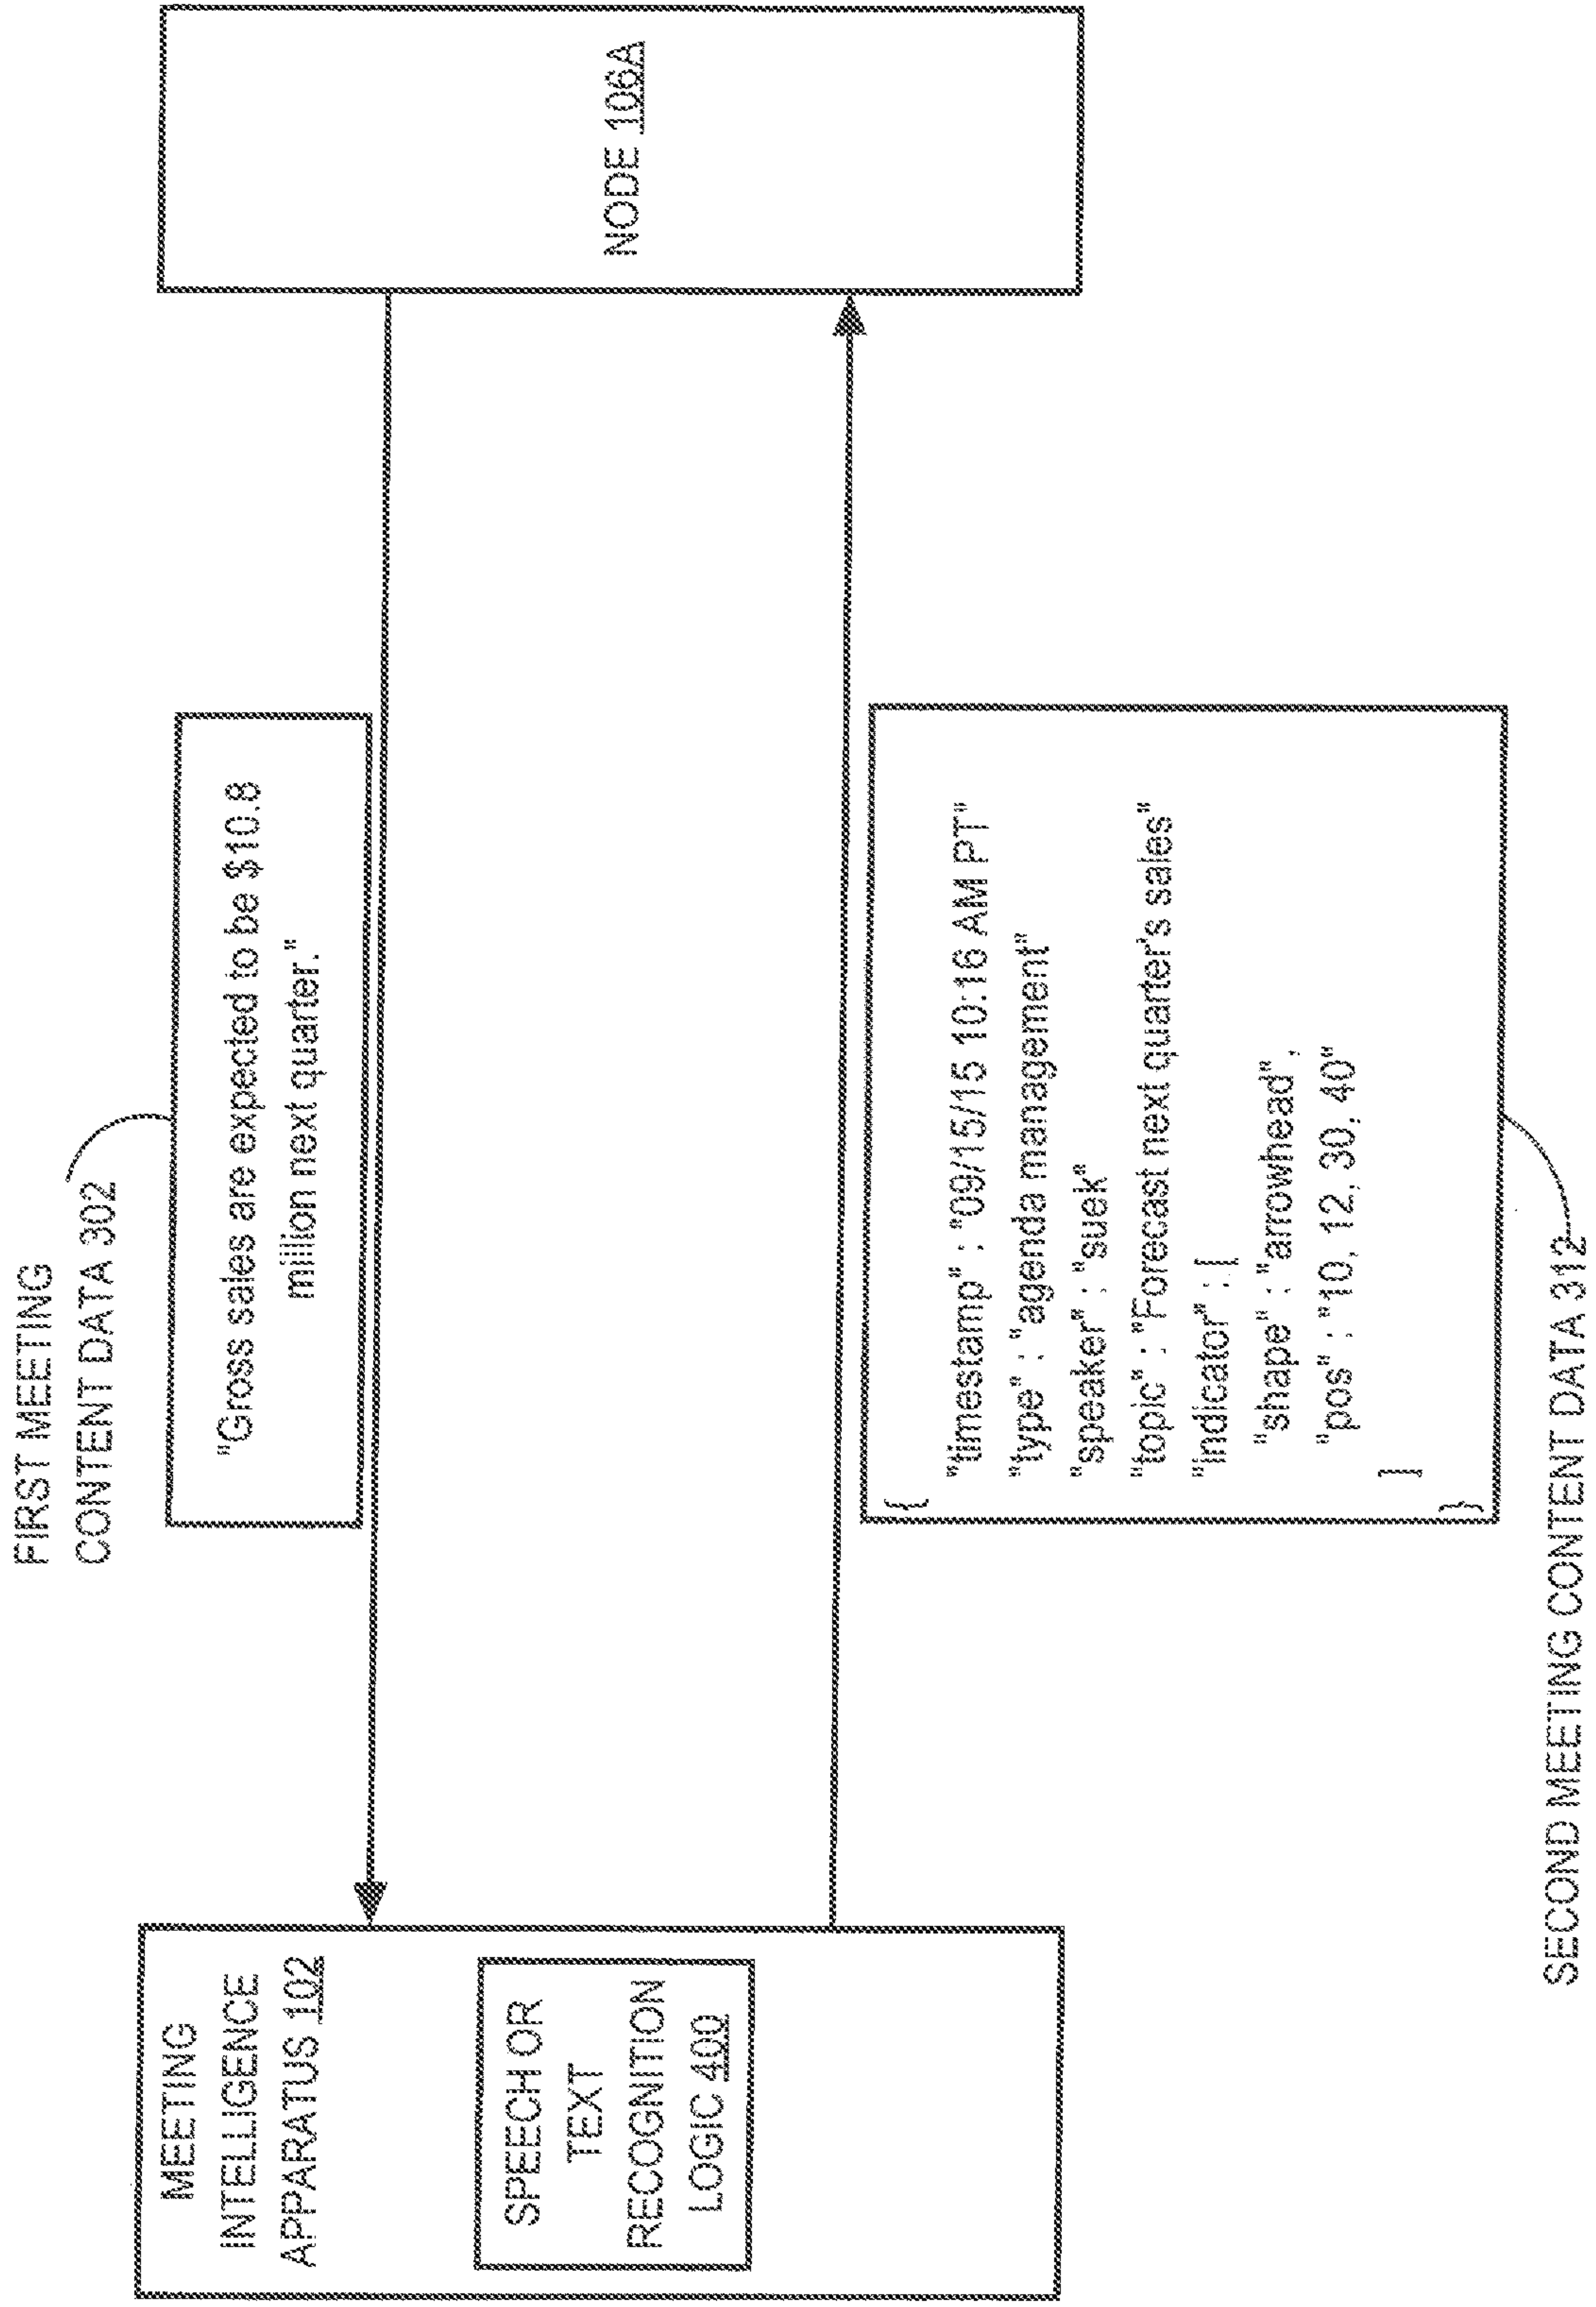 FIRST MEETING
CONTENT DATA 302
"Gross sales are expected to be $10.8
million next quarter."
MEETING
INTELLIGENCE
APPARATUS 102
SPEECH OR
TEXT
RECOGNITION
LOGIC 400
NODE 106A
{
"timestamp" : "09/15/15 10:16 AM PT"
"type" : "agenda management"
"speaker" : "suek"
"topic" : "Forecast next quarter's sales"
"indicator" : [
"shape" : "arrowhead",
"pos" : "10, 12, 30, 40"
]
}
SECOND MEETING CONTENT DATA 312